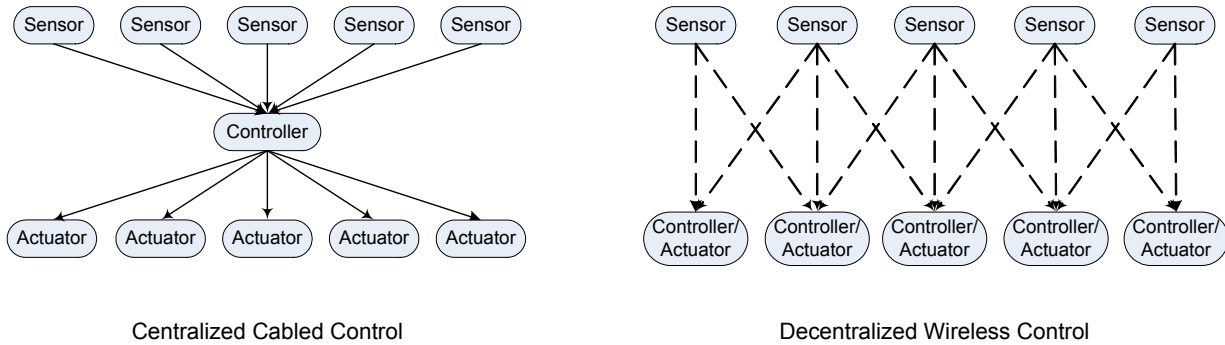 Sensor Sensor Sensor Sensor Sensor
Controller
Actuator Actuator Actuator Actuator Actuator
Centralized Cabled Control
Sensor Sensor Sensor Sensor Sensor
Controller/ Controller/ Controller/ Controller/ Controller/
Actuator Actuator Actuator Actuator Actuator
Decentralized Wireless Control